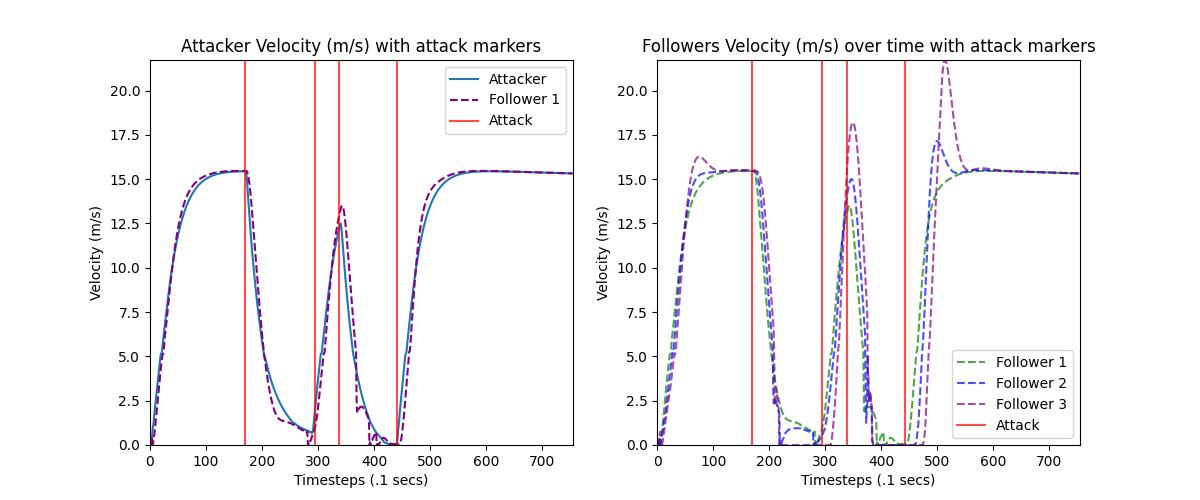 Attacker Velocity (m/s) with attack markers
Velocity (m/s)
20.0
17.5
15.0
12.5
10.0
7.5
5.0
2.5
0.0
0 100 200 300 400 500 600 700
Timesteps (.1 secs)
Attacker
Follower 1
Attack
Followers Velocity (m/s) over time with attack markers
Velocity (m/s)
20.0
17.5
15.0
12.5
10.0
7.5
5.0
2.5
0.0
0 100 200 300 400 500 600 700
Timesteps (.1 secs)
Follower 1
Follower 2
Follower 3
Attack